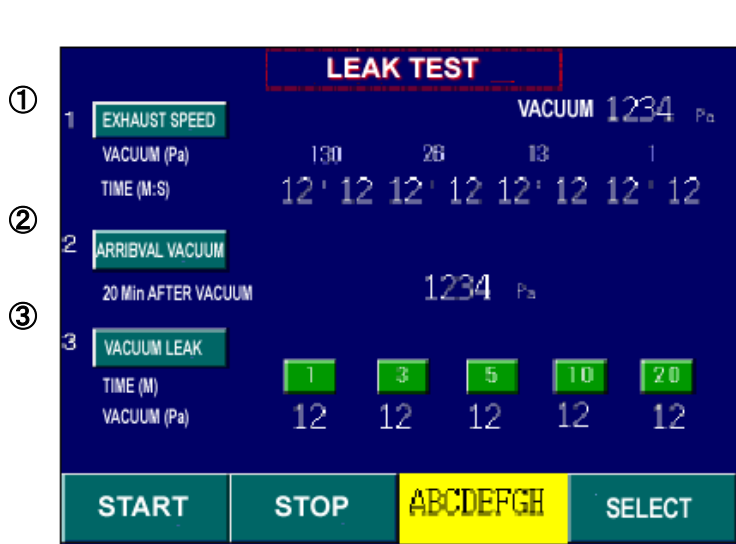 LEAK TEST
① VACUUM 1234 Pa
1 EXHAUST SPEED
VACUUM (Pa) 130 26 13 1
TIME (M:S) 12:12 12:12 12:12 12:12
②
2 ARRIBVAL VACUUM
20 Min AFTER VACUUM 1234 Pa
③
3 VACUUM LEAK
TIME (M) 1 3 5 10 20
VACUUM (Pa) 12 12 12 12 12
START STOP ABCDEFGH SELECT